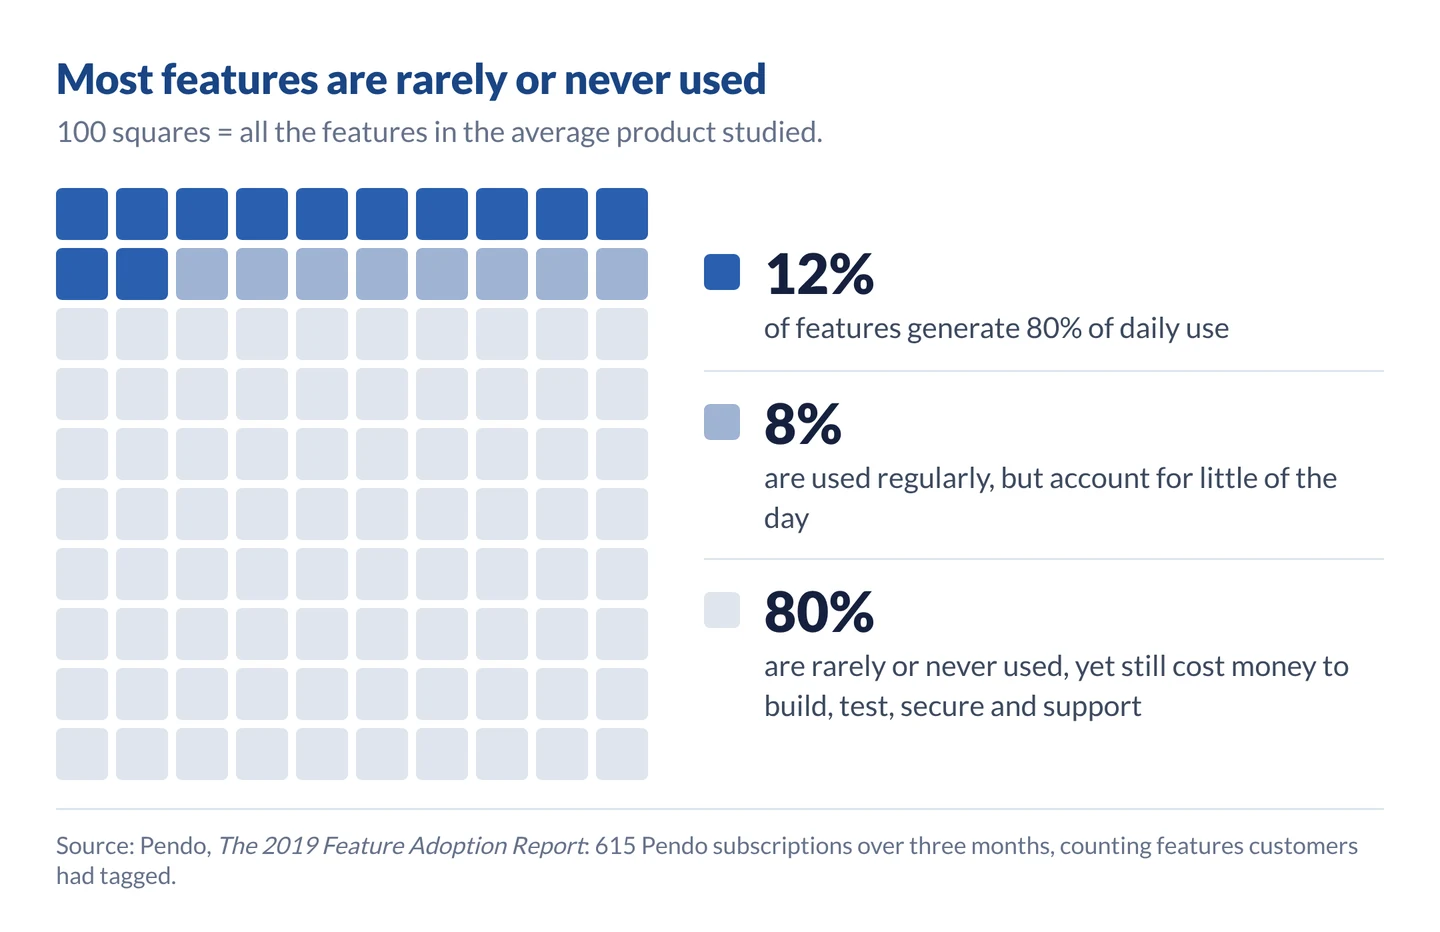 Most features are rarely or never used
100 squares = all the features in the average product studied.
12%
of features generate 80% of daily use
8%
are used regularly, but account for little of the
day
80%
are rarely or never used, yet still cost money to
build, test, secure and support
Source: Pendo, The 2019 Feature Adoption Report: 615 Pendo subscriptions over three months, counting features customers
had tagged.